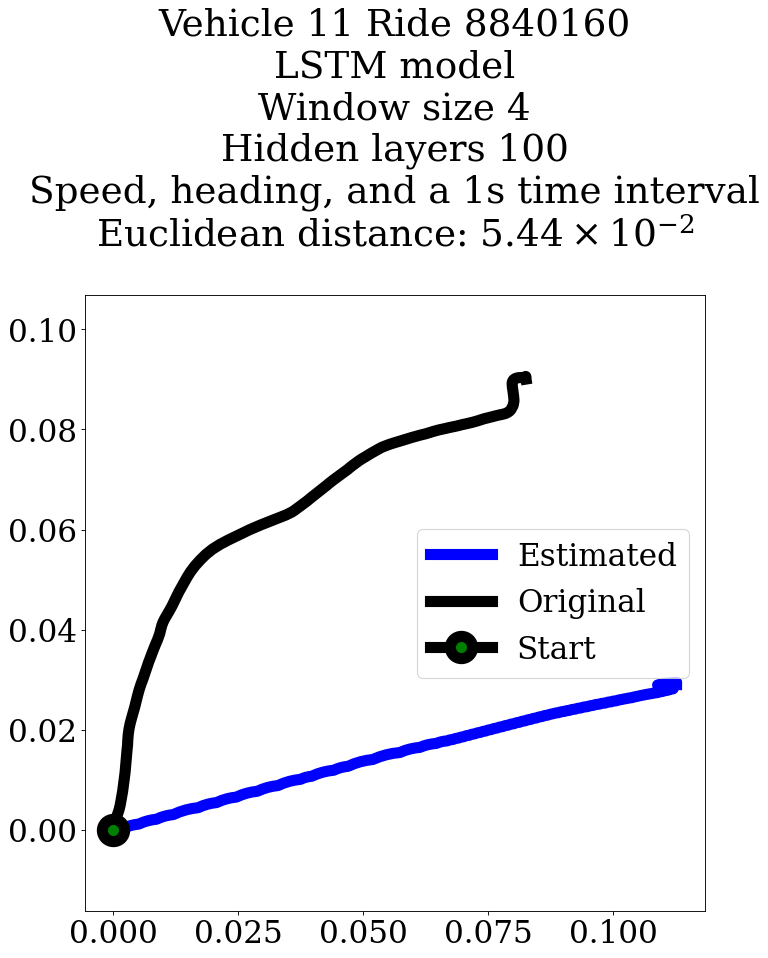 Vehicle 11 Ride 8840160
LSTM model
Window size 4
Hidden layers 100
Speed, heading, and a 1s time interval
Euclidean distance: 5.44 × 10⁻²
0.10
0.08
0.06
0.04
0.02
0.00
Estimated
Original
Start
0.000 0.025 0.050 0.075 0.100